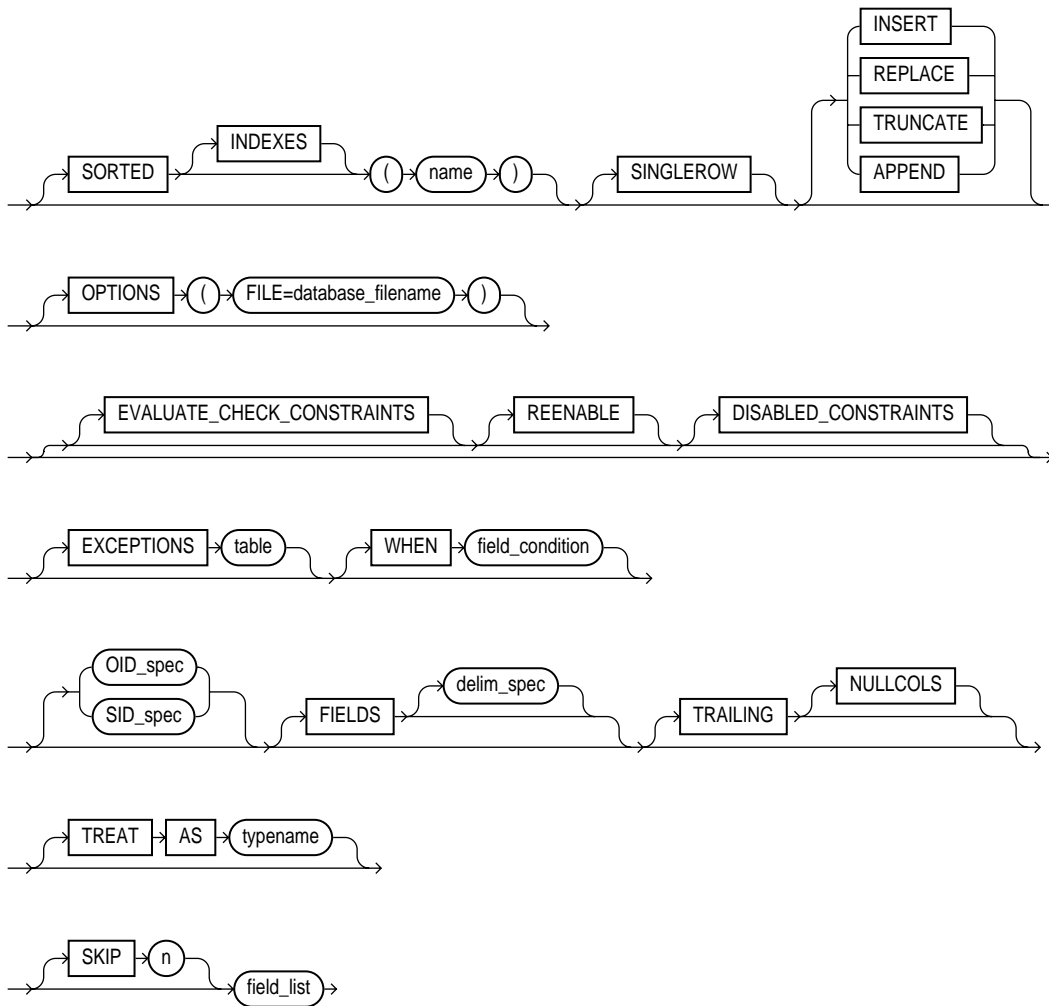 INSERT
REPLACE
TRUNCATE
APPEND
INDEXES
SORTED ( name ) SINGLEROW
OPTIONS ( FILE=database_filename )
EVALUATE_CHECK_CONSTRAINTS REENABLE DISABLED_CONSTRAINTS
EXCEPTIONS table WHEN field_condition
OID_spec
SID_spec
delim_spec
FIELDS
NULLCOLS
TRAILING
TREAT AS typename
SKIP n
field_list